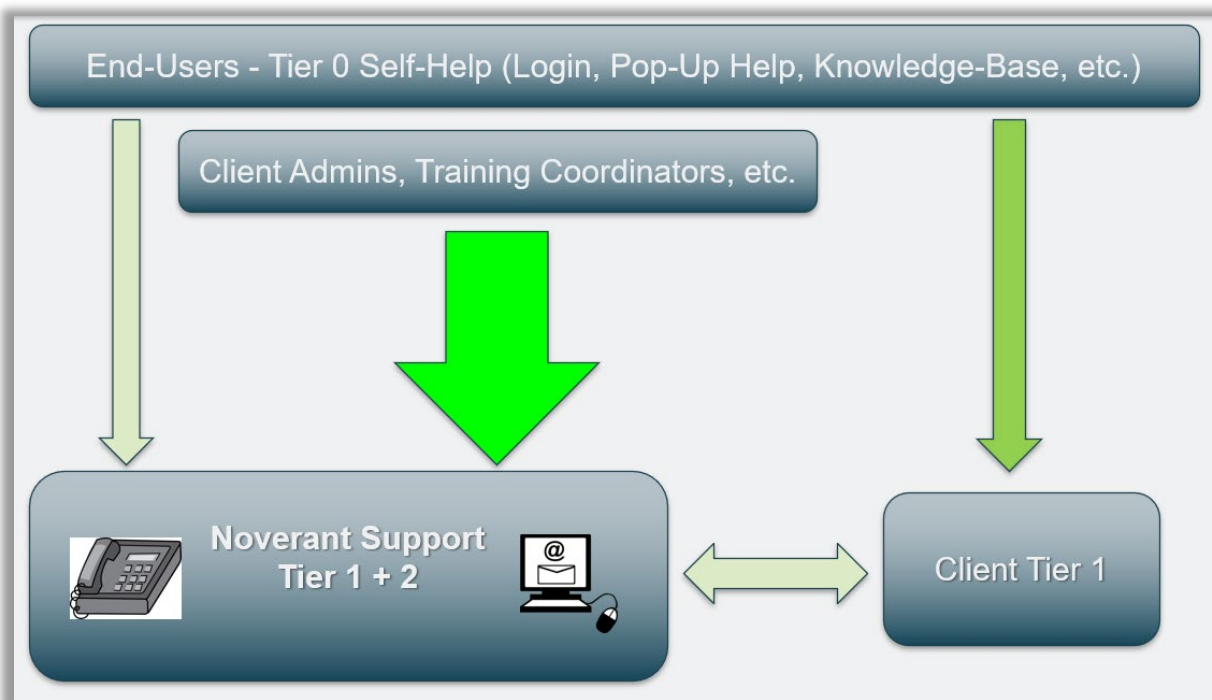 End-Users - Tier 0 Self-Help (Login, Pop-Up Help, Knowledge-Base, etc.)
Client Admins, Training Coordinators, etc.
Noverant Support
Tier 1 + 2
@
Client Tier 1